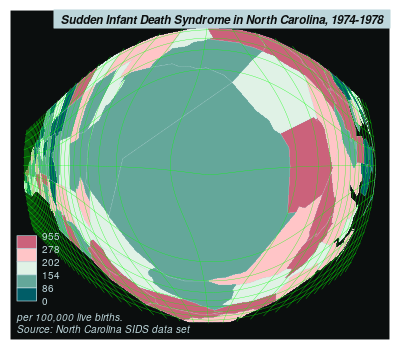 Sudden Infant Death Syndrome in North Carolina, 1974-1978
955
278
202
154
86
0
per 100,000 live births.
Source: North Carolina SIDS data set